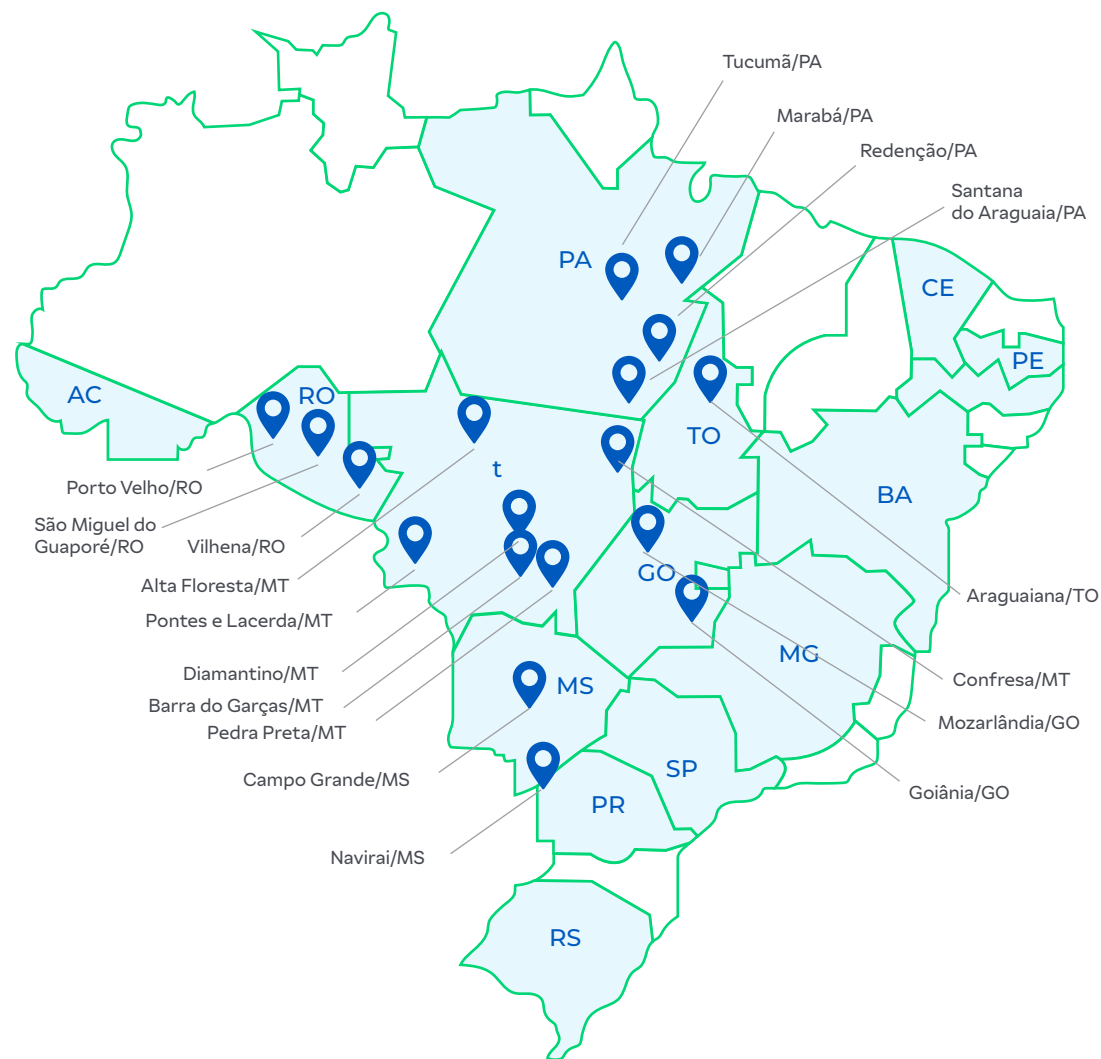 Tucumã/PA
Marabá/PA
Redenção/PA
Santana
do Araguaia/PA
PA
CE
PE
AC
RO
TO
t
BA
Porto Velho/RO
São Miguel do
Guaporé/RO
Vilhena/RO
GO
Alta Floresta/MT
Araguaiana/TO
Pontes e Lacerda/MT
MG
Diamantino/MT
Confresa/MT
MS
Barra do Garças/MT
Mozarlândia/GO
Pedra Preta/MT
SP
Campo Grande/MS
Goiânia/GO
PR
Navirai/MS
RS